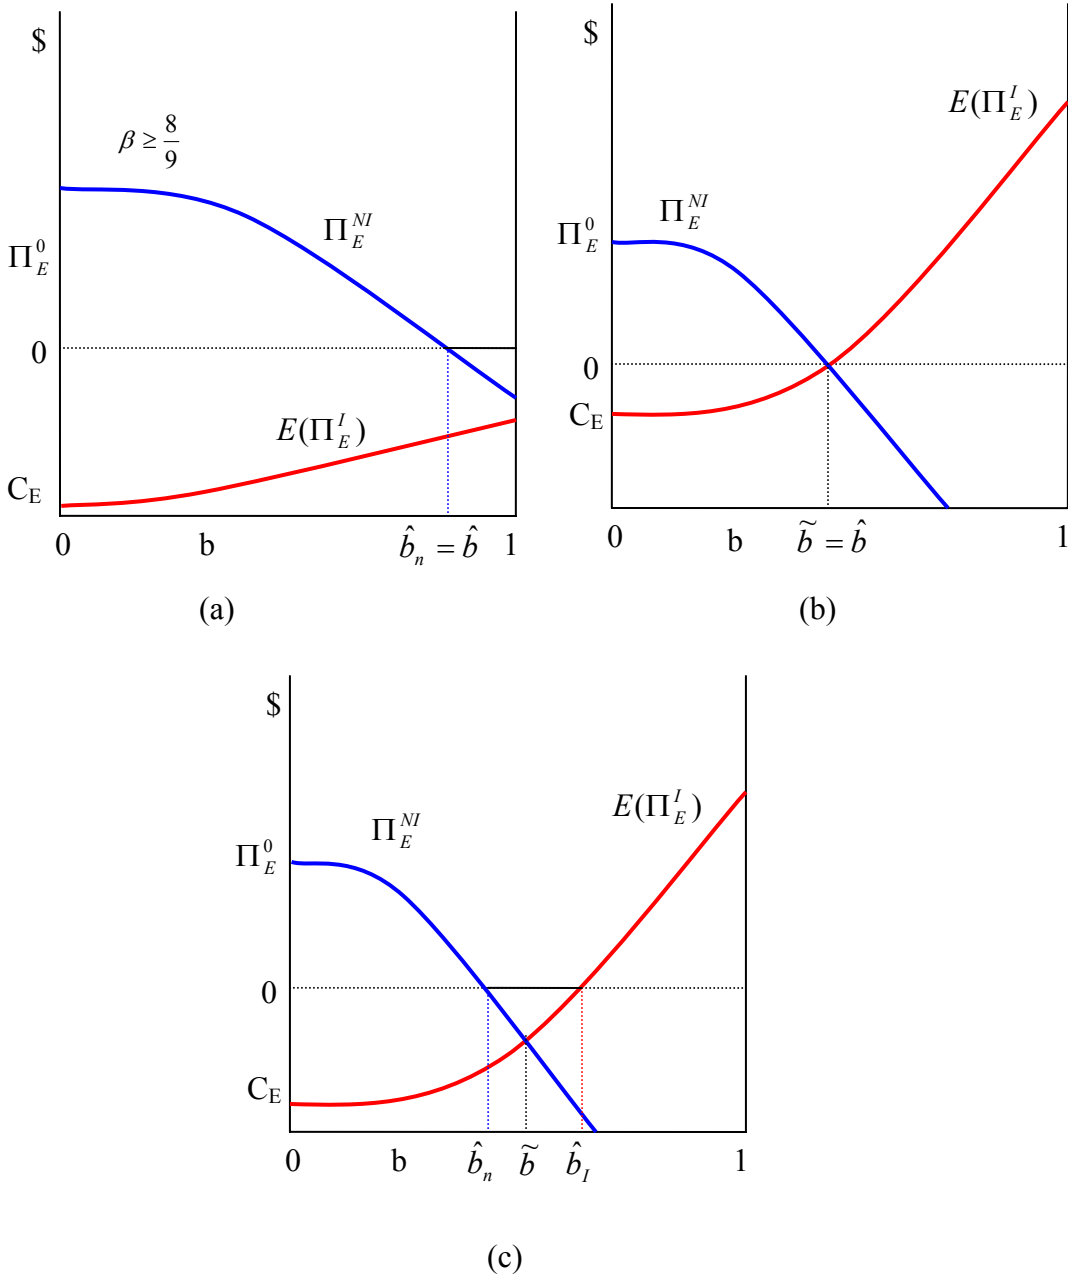 $
β ≥ 8/9
Π_E^NI
Π_E^0
0
E(Π_E^I)
C_E
0 b b̂_n = b̂ 1
(a)
$
E(Π_E^I)
Π_E^NI
Π_E^0
0
C_E
0 b b̃ = b̂ 1
(b)
$
E(Π_E^I)
Π_E^NI
Π_E^0
0
C_E
0 b b̂_n b̃ b̂_I 1
(c)